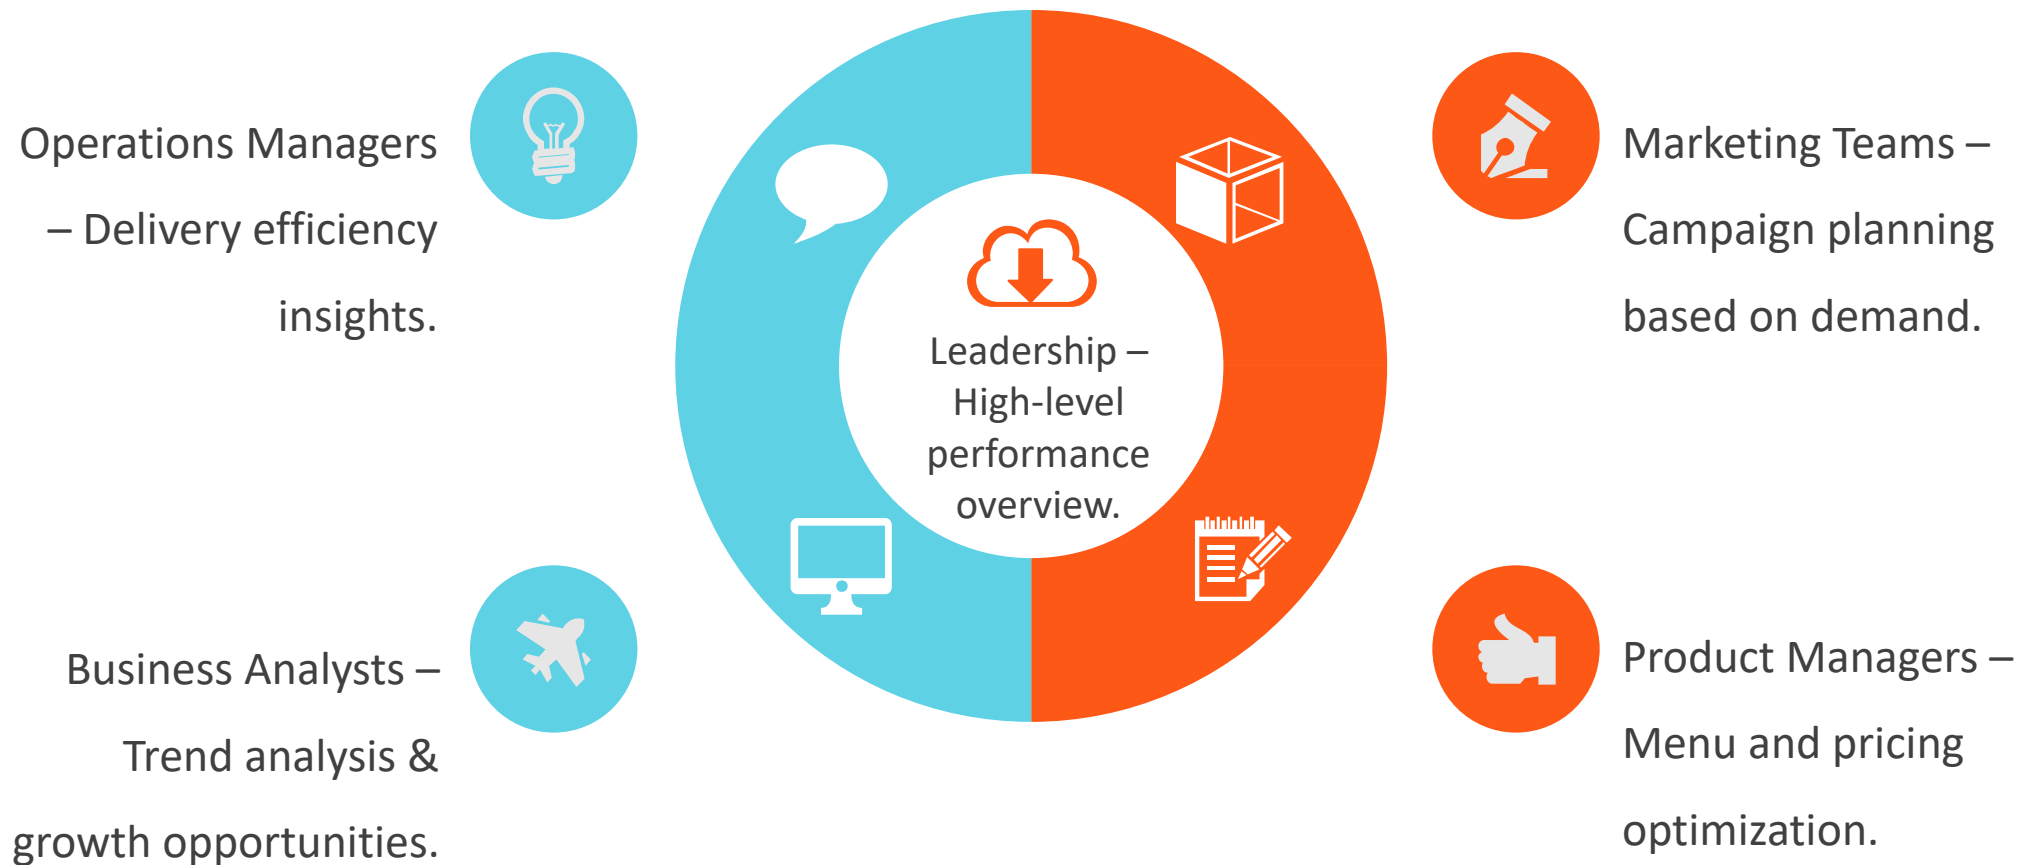 Operations Managers
– Delivery efficiency
insights.
Marketing Teams –
Campaign planning
based on demand.
Leadership –
High-level
performance
overview.
Business Analysts –
Trend analysis &
growth opportunities.
Product Managers –
Menu and pricing
optimization.